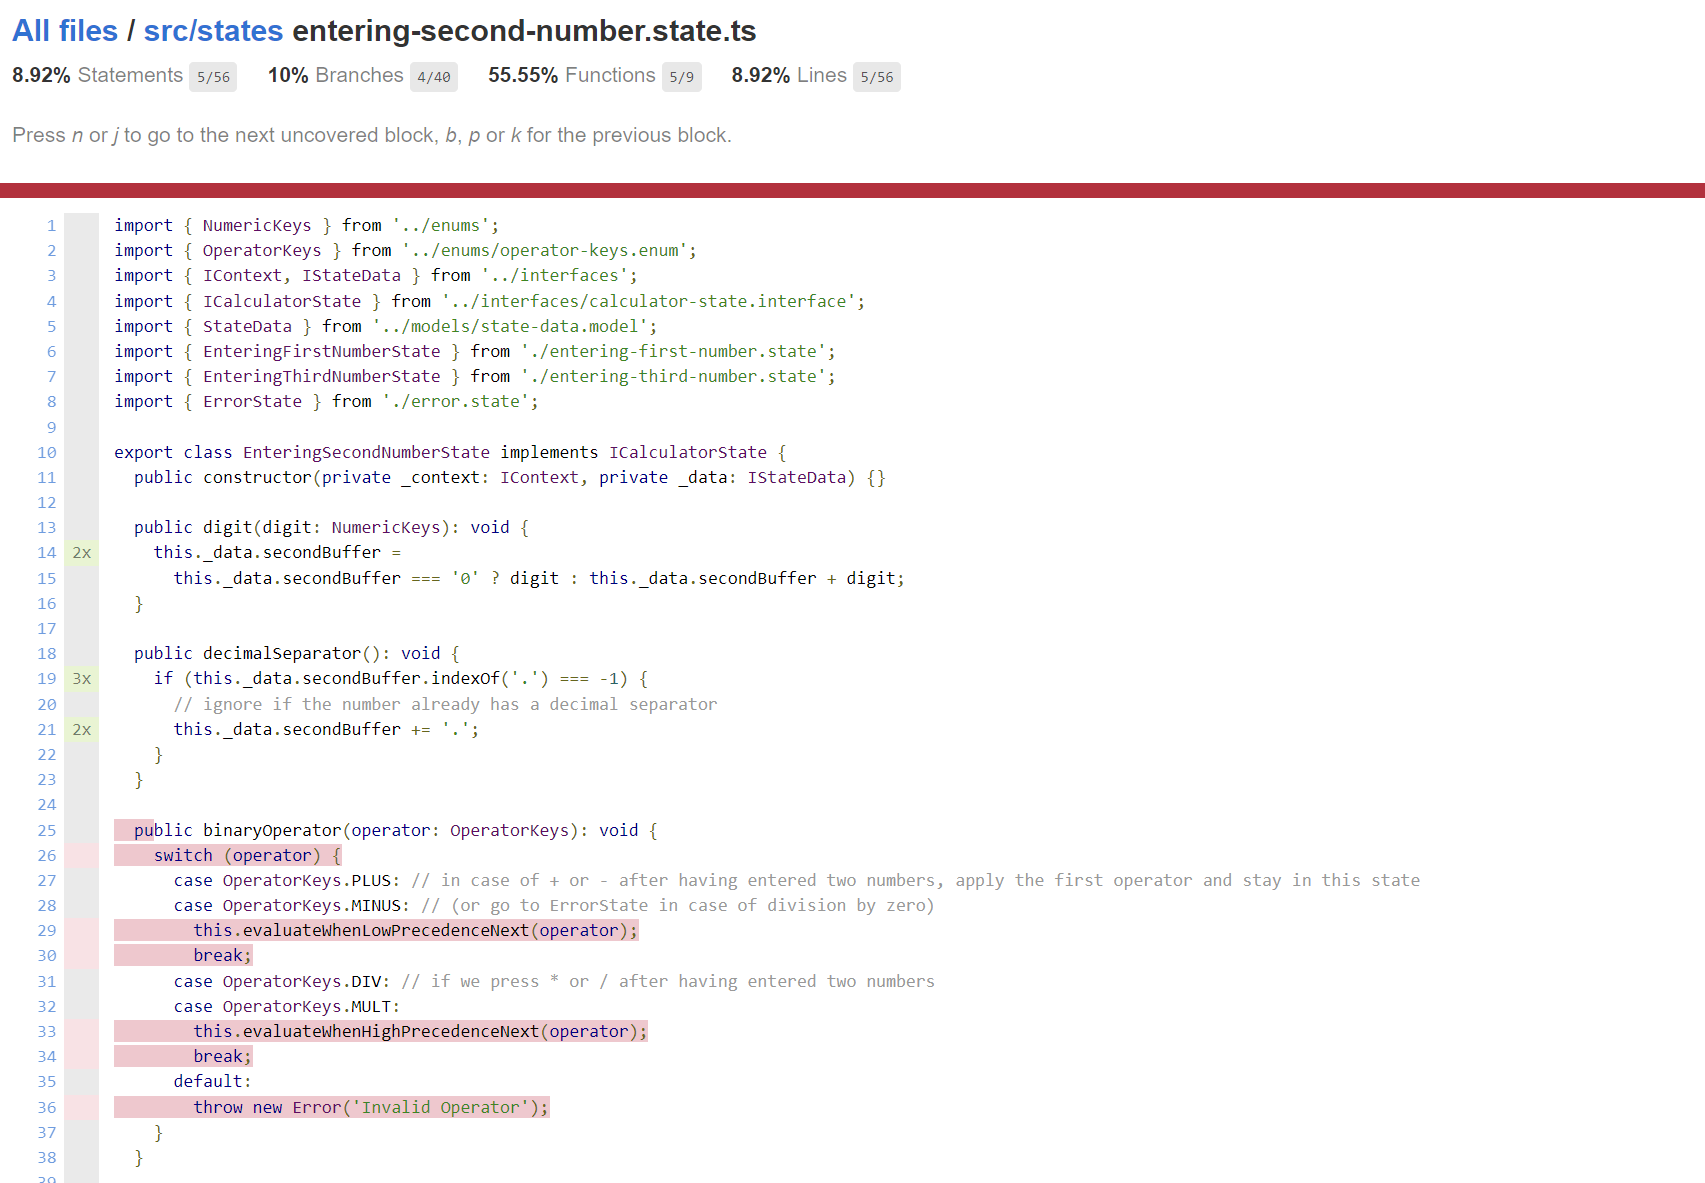 All files / src/states entering-second-number.state.ts
8.92% Statements 5/56 10% Branches 4/40 55.55% Functions 5/9 8.92% Lines 5/56
Press n or j to go to the next uncovered block, b, p or k for the previous block.
1 import { NumericKeys } from '../enums';
2 import { OperatorKeys } from '../enums/operator-keys.enum';
3 import { IContext, IStateData } from '../interfaces';
4 import { ICalculatorState } from '../interfaces/calculator-state.interface';
5 import { StateData } from '../models/state-data.model';
6 import { EnteringFirstNumberState } from './entering-first-number.state';
7 import { EnteringThirdNumberState } from './entering-third-number.state';
8 import { ErrorState } from './error.state';
9
10 export class EnteringSecondNumberState implements ICalculatorState {
11   public constructor(private _context: IContext, private _data: IStateData) {}
12
13   public digit(digit: NumericKeys): void {
14 2x     this._data.secondBuffer =
15       this._data.secondBuffer === '0' ? digit : this._data.secondBuffer + digit;
16   }
17
18   public decimalSeparator(): void {
19 3x     if (this._data.secondBuffer.indexOf('.') === -1) {
20       // ignore if the number already has a decimal separator
21 2x       this._data.secondBuffer += '.';
22     }
23   }
24
25   public binaryOperator(operator: OperatorKeys): void {
26     switch (operator) {
27       case OperatorKeys.PLUS: // in case of + or - after having entered two numbers, apply the first operator and stay in this state
28       case OperatorKeys.MINUS: // (or go to ErrorState in case of division by zero)
29         this.evaluateWhenLowPrecedenceNext(operator);
30         break;
31       case OperatorKeys.DIV: // if we press * or / after having entered two numbers
32       case OperatorKeys.MULT:
33         this.evaluateWhenHighPrecedenceNext(operator);
34         break;
35       default:
36         throw new Error('Invalid Operator');
37     }
38   }
39